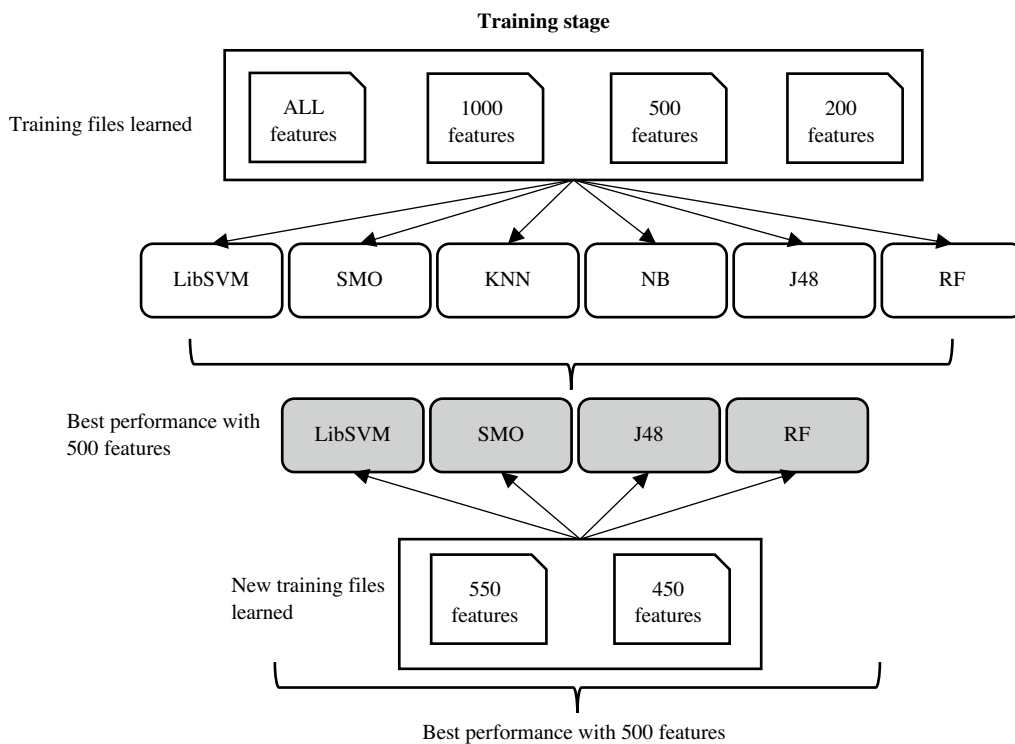 Training stage
ALL
features
1000
features
500
features
200
features
Training files learned
LibSVM
SMO
KNN
NB
J48
RF
Best performance with
500 features
LibSVM
SMO
J48
RF
New training files
learned
550
features
450
features
Best performance with 500 features